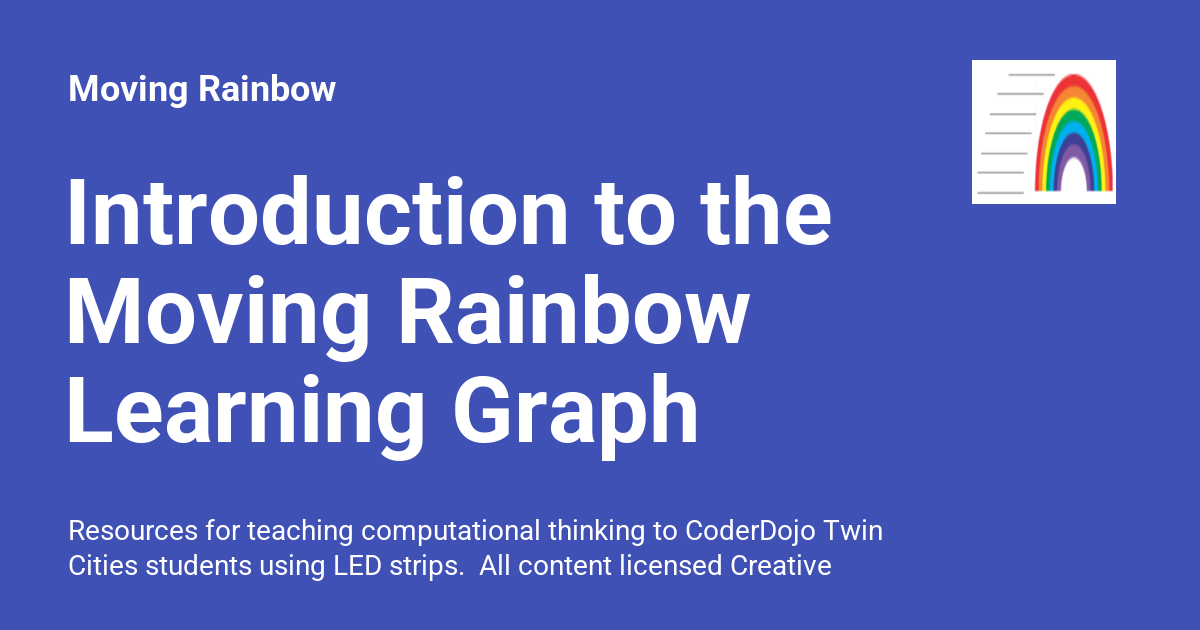 Moving Rainbow
Introduction to the
Moving Rainbow
Learning Graph
Resources for teaching computational thinking to CoderDojo Twin
Cities students using LED strips.  All content licensed Creative